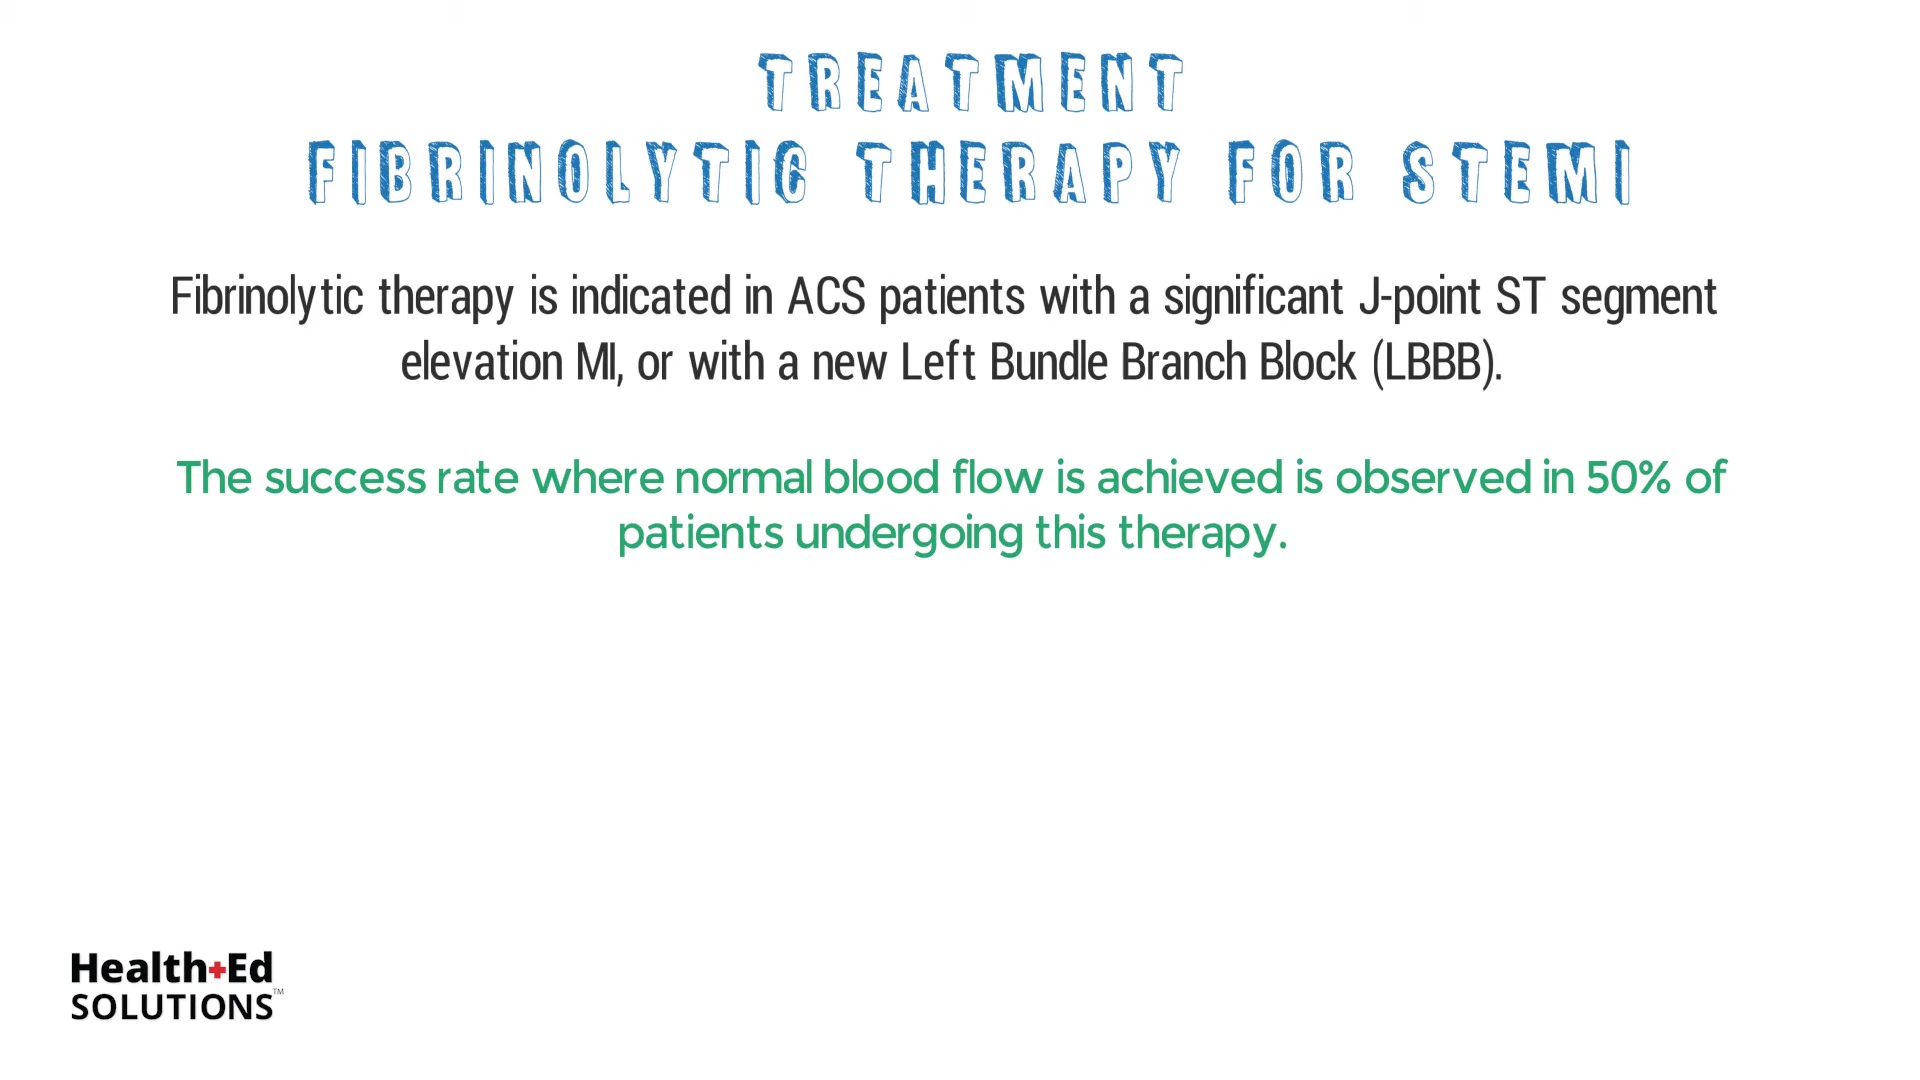 TREATMENT
FIBRINOLYTIC THERAPY FOR STEMI
Fibrinolytic therapy is indicated in ACS patients with a significant J-point ST segment
elevation MI, or with a new Left Bundle Branch Block (LBBB).
The success rate where normal blood flow is achieved is observed in 50% of
patients undergoing this therapy.
Health+Ed
SOLUTIONS™